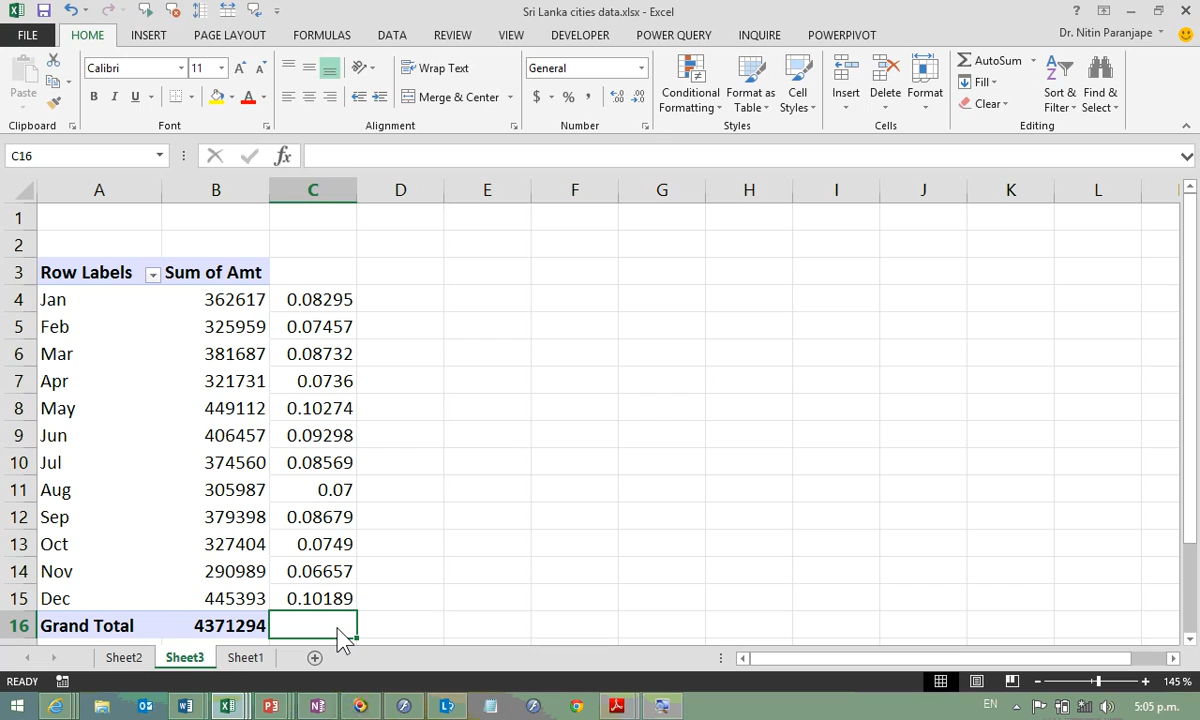 Sri Lanka cities data.xlsx - Excel
?
FILE HOME INSERT PAGE LAYOUT FORMULAS DATA REVIEW VIEW DEVELOPER POWER QUERY INQUIRE POWERPIVOT Dr. Nitin Paranjape
Paste Calibri 11 Wrap Text General AutoSum
B I U A Merge & Center $ % Conditional Formatting Format as Table Cell Styles Insert Delete Format Fill Clear Sort & Filter Find & Select
Clipboard Font Alignment Number Styles Cells Editing
C16 fx
A B C D E F G H I J K L
1
2
3 Row Labels Sum of Amt
4 Jan 362617 0.08295
5 Feb 325959 0.07457
6 Mar 381687 0.08732
7 Apr 321731 0.0736
8 May 449112 0.10274
9 Jun 406457 0.09298
10 Jul 374560 0.08569
11 Aug 305987 0.07
12 Sep 379398 0.08679
13 Oct 327404 0.0749
14 Nov 290989 0.06657
15 Dec 445393 0.10189
16 Grand Total 4371294
Sheet2 Sheet3 Sheet1
READY 145 %
EN 5:05 p.m.